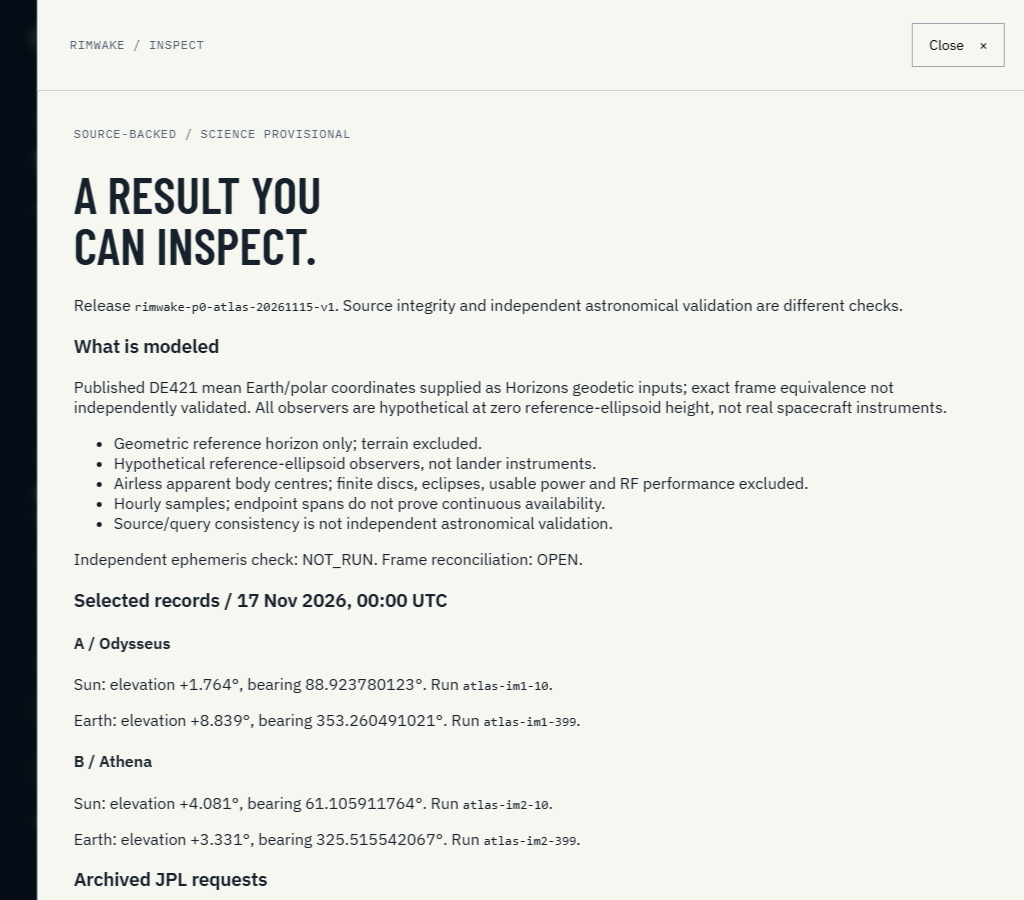 RIMWAKE / INSPECT
Close ×
SOURCE-BACKED / SCIENCE PROVISIONAL
A RESULT YOU
CAN INSPECT.
Release rimwake-p0-atlas-20261115-v1. Source integrity and independent astronomical validation are different checks.
What is modeled
Published DE421 mean Earth/polar coordinates supplied as Horizons geodetic inputs; exact frame equivalence not
independently validated. All observers are hypothetical at zero reference-ellipsoid height, not real spacecraft instruments.
• Geometric reference horizon only; terrain excluded.
• Hypothetical reference-ellipsoid observers, not lander instruments.
• Airless apparent body centres; finite discs, eclipses, usable power and RF performance excluded.
• Hourly samples; endpoint spans do not prove continuous availability.
• Source/query consistency is not independent astronomical validation.
Independent ephemeris check: NOT_RUN. Frame reconciliation: OPEN.
Selected records / 17 Nov 2026, 00:00 UTC
A / Odysseus
Sun: elevation +1.764°, bearing 88.923780123°. Run atlas-im1-10.
Earth: elevation +8.839°, bearing 353.260491021°. Run atlas-im1-399.
B / Athena
Sun: elevation +4.081°, bearing 61.105911764°. Run atlas-im2-10.
Earth: elevation +3.331°, bearing 325.515542067°. Run atlas-im2-399.
Archived JPL requests